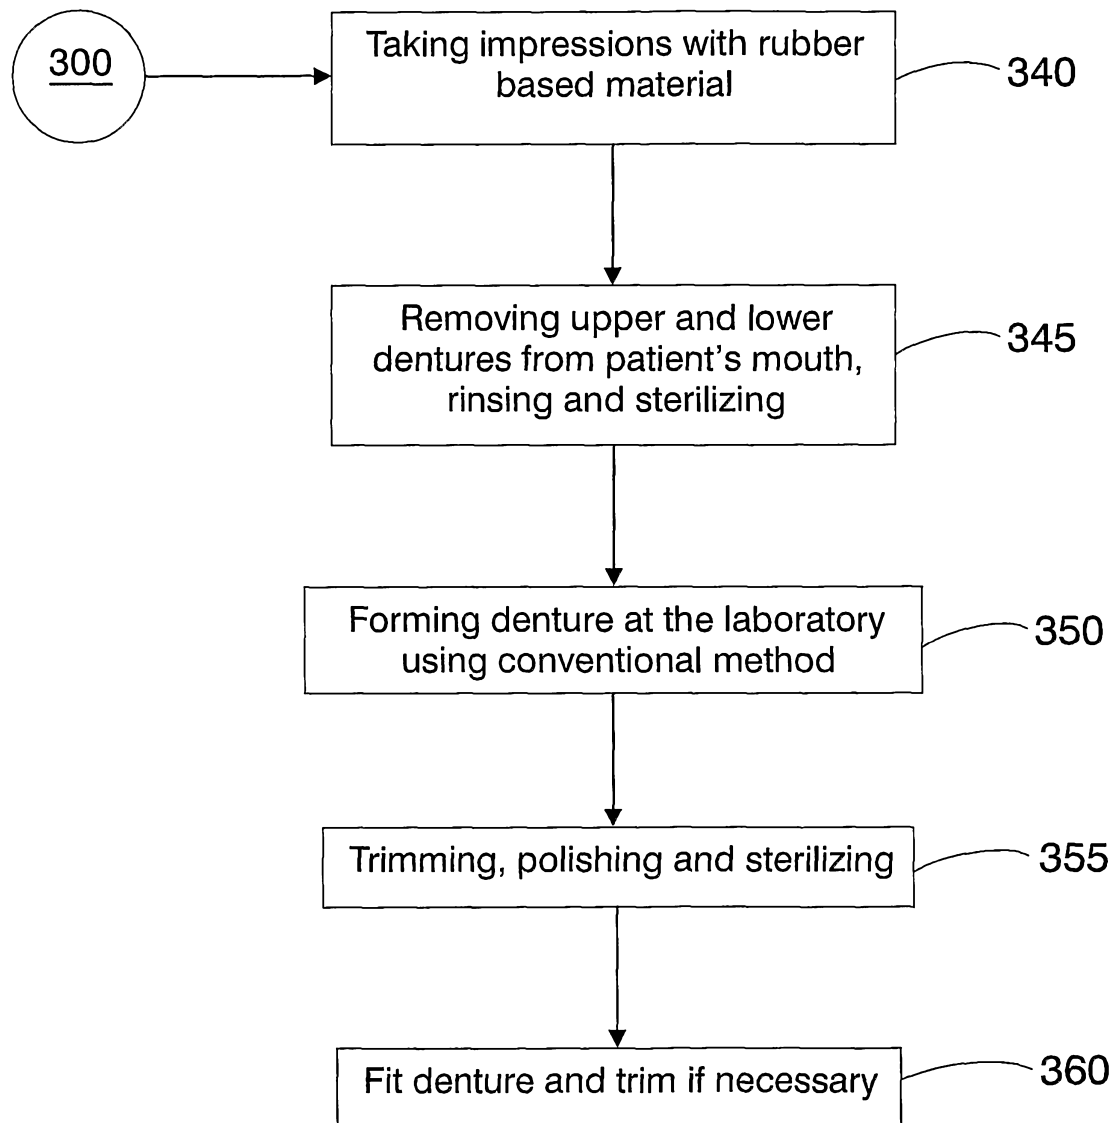 300
Taking impressions with rubber
based material
340
Removing upper and lower
dentures from patient's mouth,
rinsing and sterilizing
345
Forming denture at the laboratory
using conventional method
350
Trimming, polishing and sterilizing
355
Fit denture and trim if necessary
360